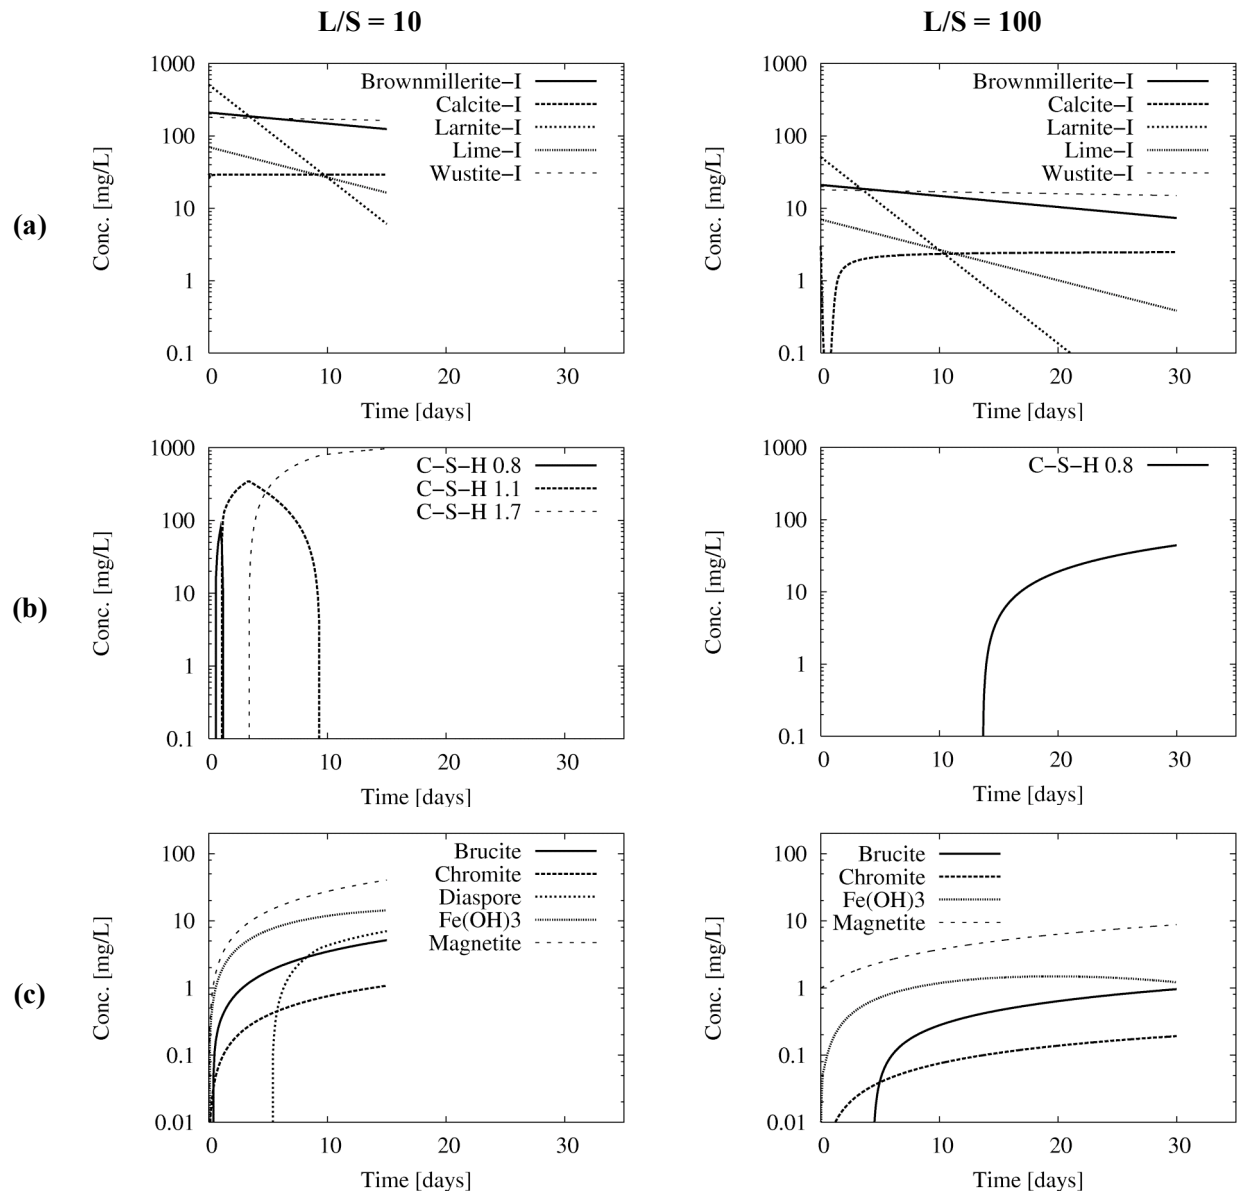 L/S = 10
L/S = 100
(a)
Conc. [mg/L]
1000
100
10
1
0.1
Brownmillerite−I
Calcite−I
Larnite−I
Lime−I
Wustite−I
0 10 20 30
Time [days]
Conc. [mg/L]
1000
100
10
1
0.1
Brownmillerite−I
Calcite−I
Larnite−I
Lime−I
Wustite−I
0 10 20 30
Time [days]
(b)
Conc. [mg/L]
1000
100
10
1
0.1
C−S−H 0.8
C−S−H 1.1
C−S−H 1.7
0 10 20 30
Time [days]
Conc. [mg/L]
1000
100
10
1
0.1
C−S−H 0.8
0 10 20 30
Time [days]
(c)
Conc. [mg/L]
100
10
1
0.1
0.01
Brucite
Chromite
Diaspore
Fe(OH)3
Magnetite
0 10 20 30
Time [days]
Conc. [mg/L]
100
10
1
0.1
0.01
Brucite
Chromite
Fe(OH)3
Magnetite
0 10 20 30
Time [days]